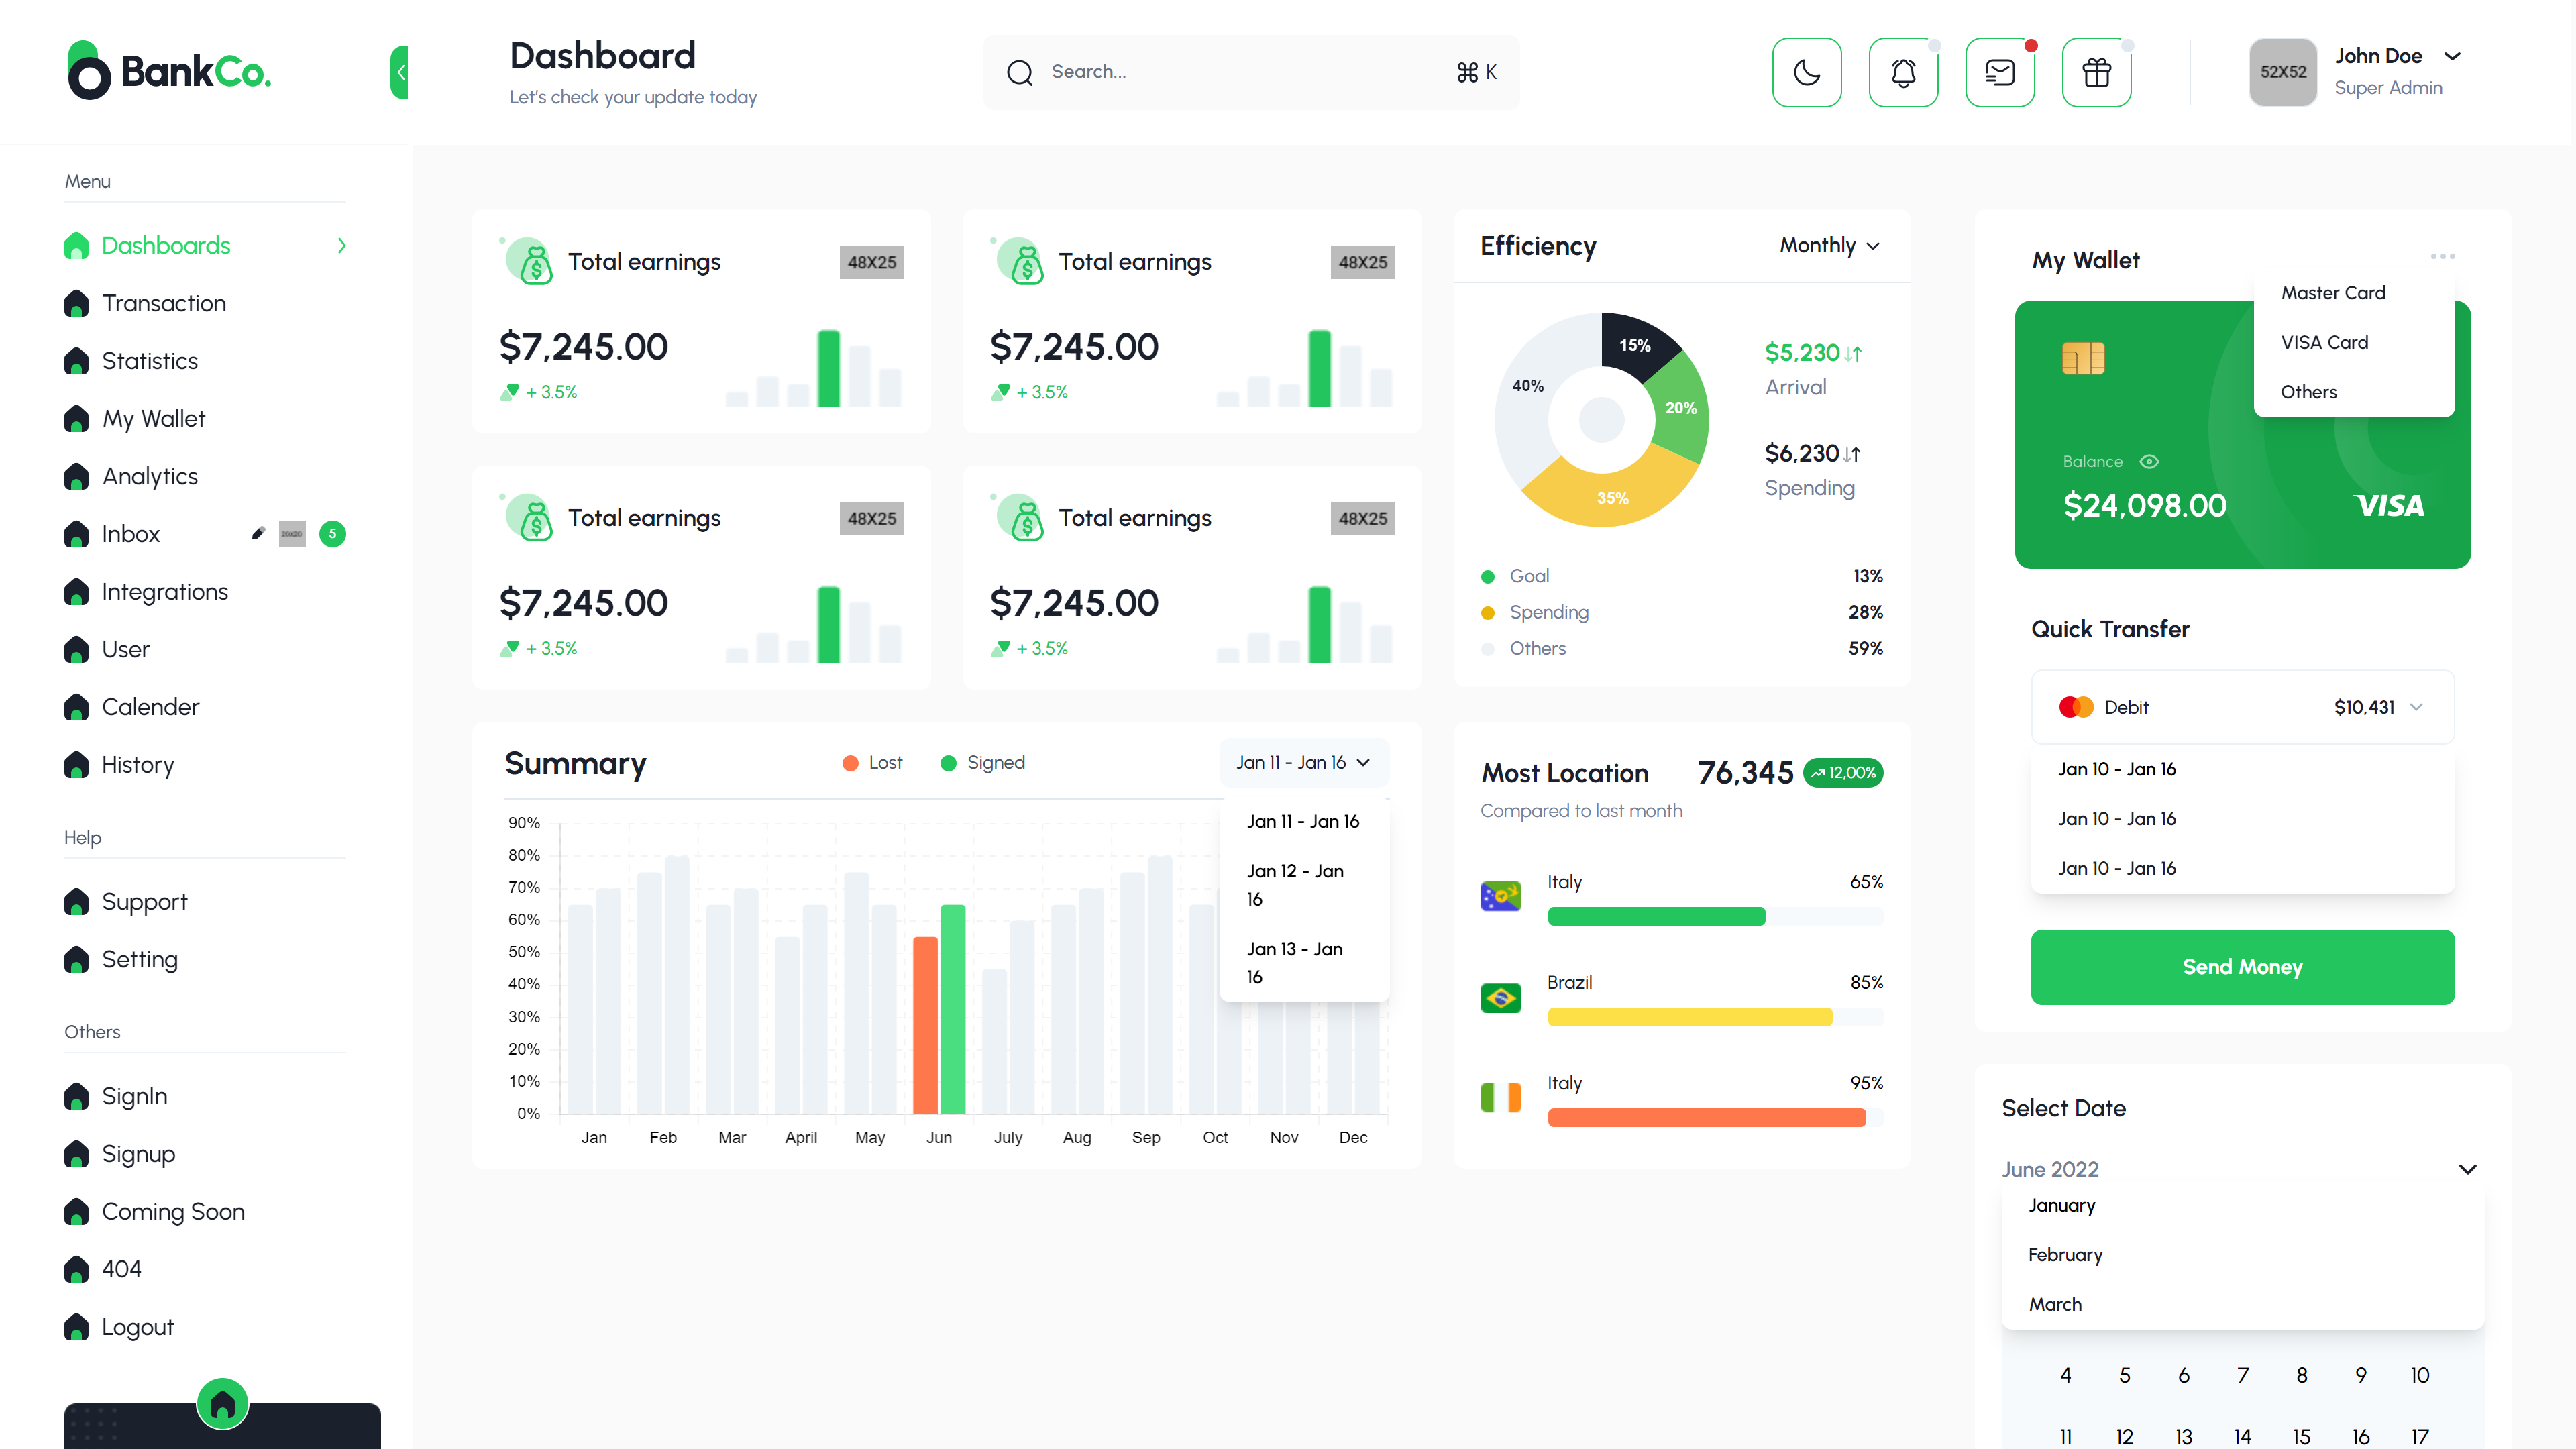 BankCo.
Dashboard
Let's check your update today
Search...
⌘ K
52X52
John Doe
Super Admin
Menu
Dashboards
Transaction
Statistics
My Wallet
Analytics
Inbox
20X20
5
Integrations
User
Calender
History
Help
Support
Setting
Others
SignIn
Signup
Coming Soon
404
Logout
Total earnings
48X25
$7,245.00
+ 3.5%
Total earnings
48X25
$7,245.00
+ 3.5%
Total earnings
48X25
$7,245.00
+ 3.5%
Total earnings
48X25
$7,245.00
+ 3.5%
Efficiency
Monthly
15%
20%
35%
40%
$5,230
Arrival
$6,230
Spending
Goal 13%
Spending 28%
Others 59%
Summary
Lost
Signed
Jan 11 - Jan 16
Jan 11 - Jan 16
Jan 12 - Jan
16
Jan 13 - Jan
16
90%
80%
70%
60%
50%
40%
30%
20%
10%
0%
Jan Feb Mar April May Jun July Aug Sep Oct Nov Dec
Most Location
76,345
12,00%
Compared to last month
Italy 65%
Brazil 85%
Italy 95%
My Wallet
Master Card
VISA Card
Others
Balance
$24,098.00
VISA
Quick Transfer
Debit
$10,431
Jan 10 - Jan 16
Jan 10 - Jan 16
Jan 10 - Jan 16
Send Money
Select Date
June 2022
January
February
March
4 5 6 7 8 9 10
11 12 13 14 15 16 17